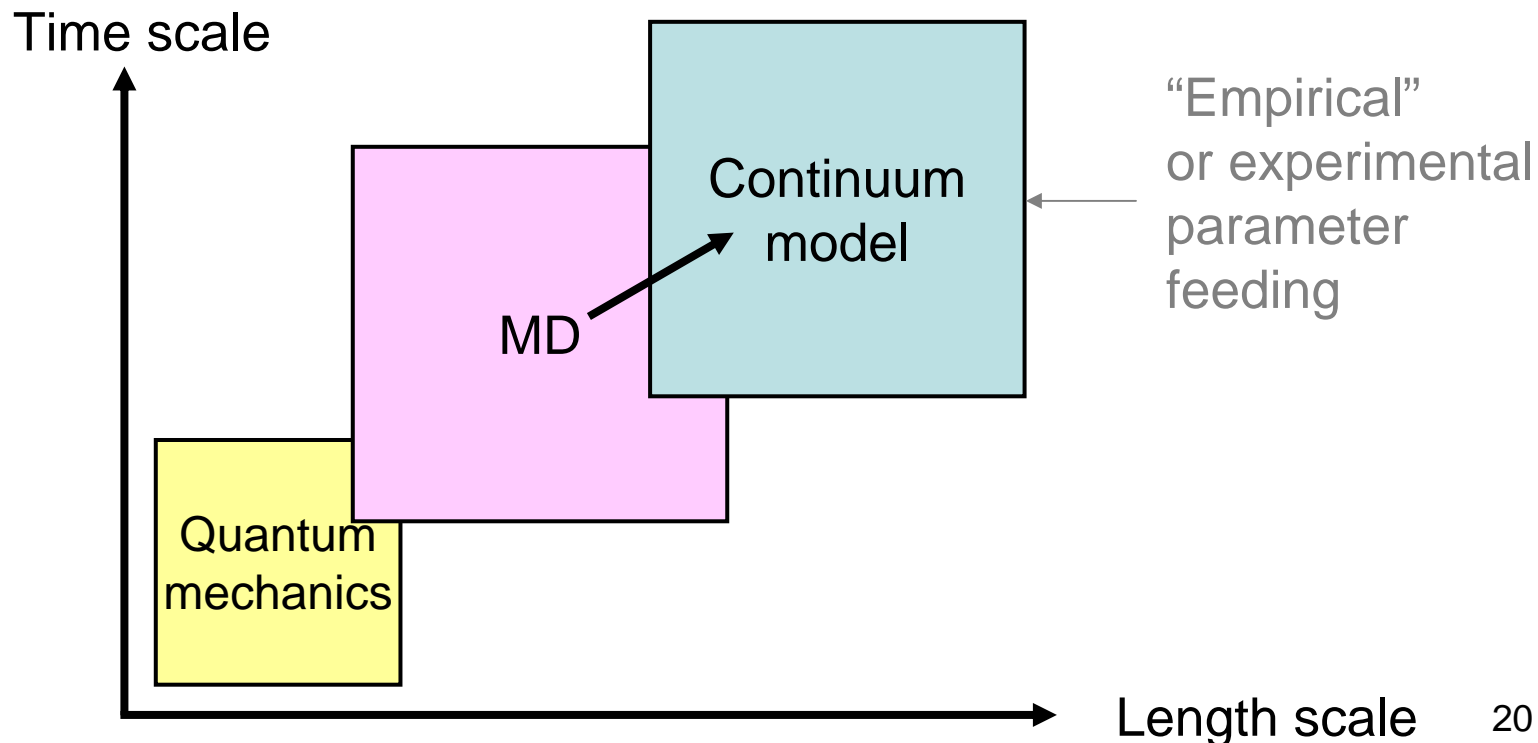 Time scale
“Empirical”
or experimental
parameter
feeding
Continuum
model
MD
Quantum
mechanics
Length scale
20